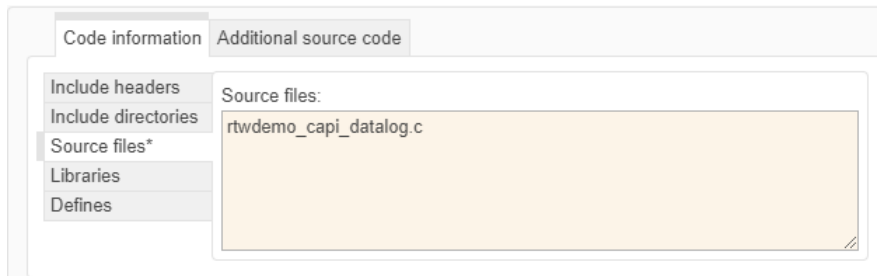 Code information
Additional source code
Include headers
Include directories
Source files*
Libraries
Defines
Source files:
rtwdemo_capi_datalog.c